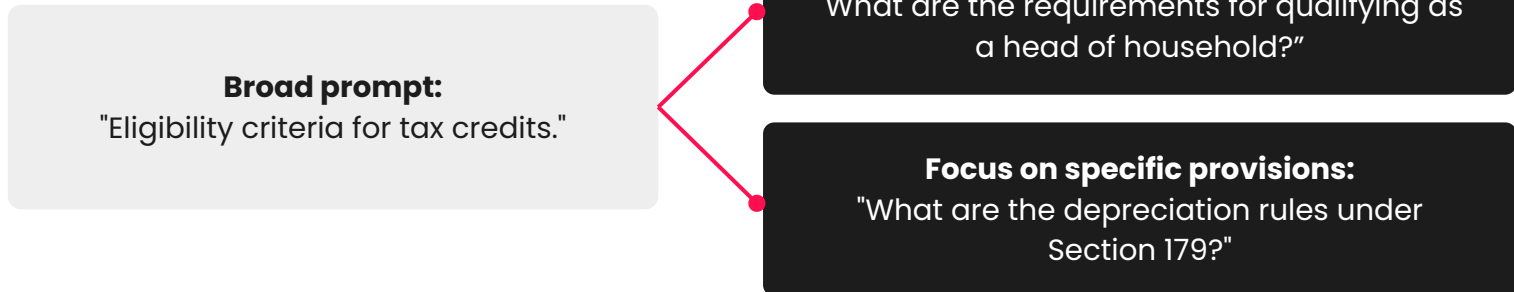 Broad prompt:
"Eligibility criteria for tax credits."
What are the requirements for qualifying as
a head of household?”
Focus on specific provisions:
"What are the depreciation rules under
Section 179?"